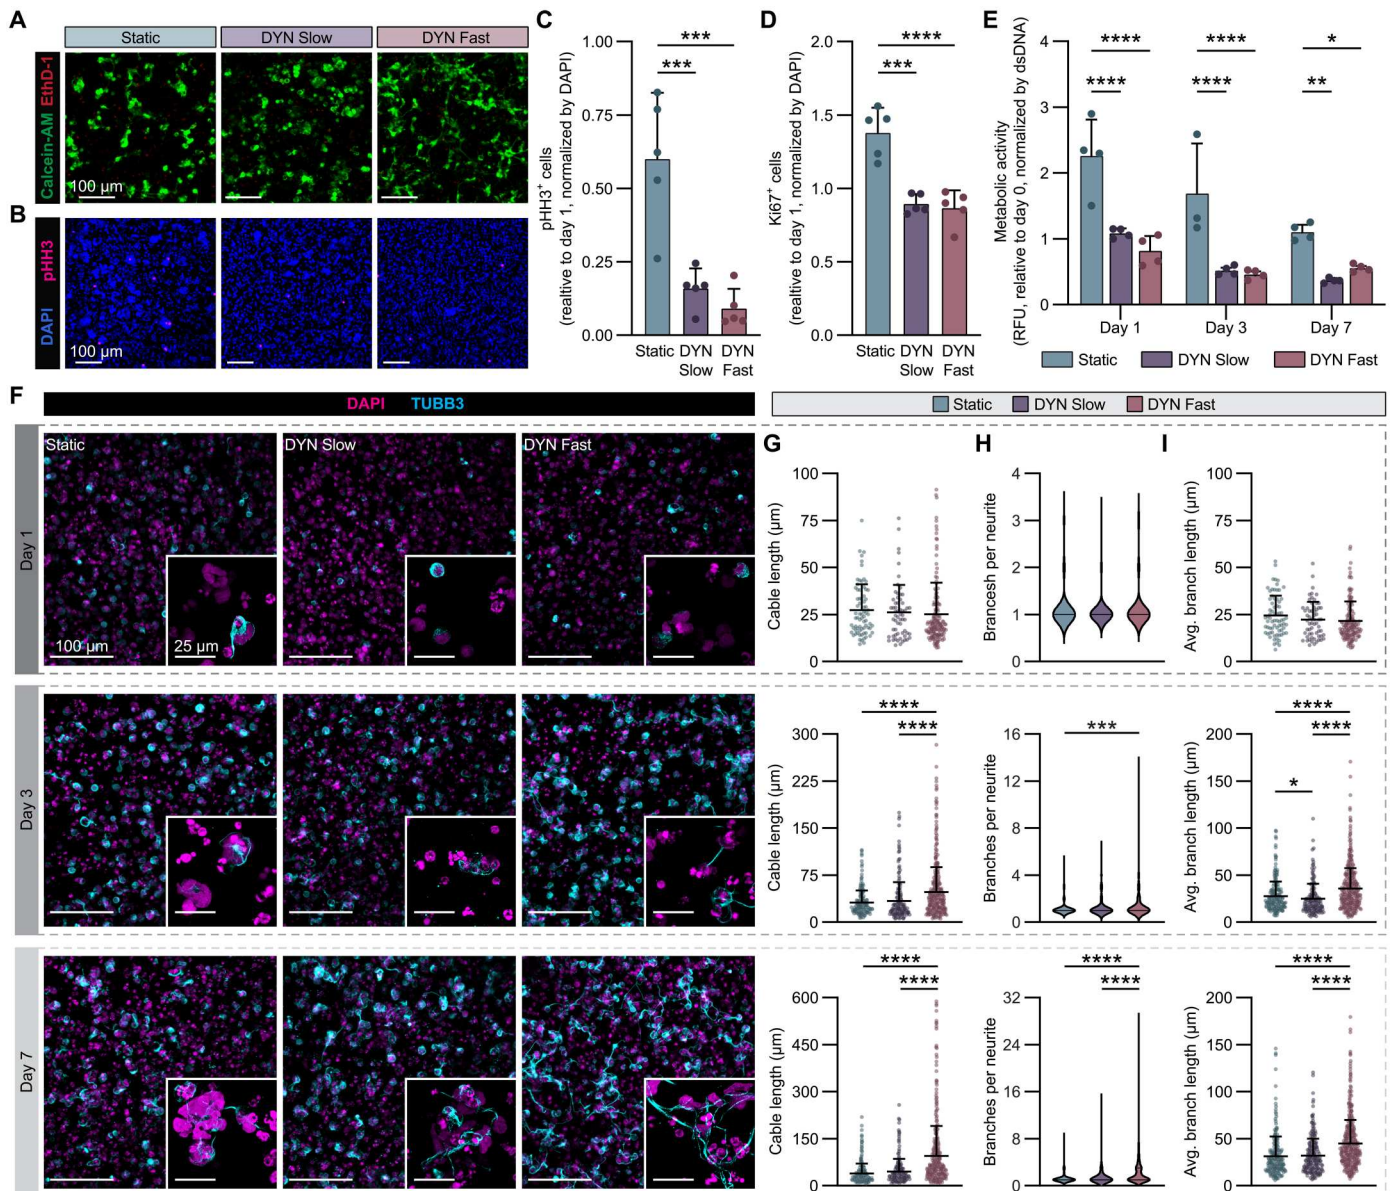 A
Static
DYN Slow
DYN Fast
Calcein-AM EthD-1
100 µm
B
DAPI pHH3
100 µm
C
pHH3+ cells
(realtive to day 1, normalized by DAPI)
1.00
0.75
0.50
0.25
0.00
***
***
Static
DYN Slow
DYN Fast
D
Ki67+ cells
(realtive to day 1, normalized by DAPI)
2.0
1.5
1.0
0.5
0.0
****
***
Static
DYN Slow
DYN Fast
E
Metabolic activity
(RFU, relative to day 0, normalized by dsDNA)
4
3
2
1
0
****
****
****
****
*
**
Day 1
Day 3
Day 7
Static
DYN Slow
DYN Fast
F
DAPI TUBB3
Static
DYN Slow
DYN Fast
Day 1
Static
DYN Slow
DYN Fast
100 µm
25 µm
G
Cable length (µm)
100
75
50
25
0
H
Brancesh per neurite
4
3
2
1
0
I
Avg. branch length (µm)
100
75
50
25
0
Day 3
Cable length (µm)
300
225
150
75
0
****
****
Branches per neurite
16
12
8
4
0
***
Avg. branch length (µm)
200
150
100
50
0
****
****
*
Day 7
Cable length (µm)
600
450
300
150
0
****
****
Branches per neurite
32
24
16
8
0
****
****
Avg. branch length (µm)
200
150
100
50
0
****
****